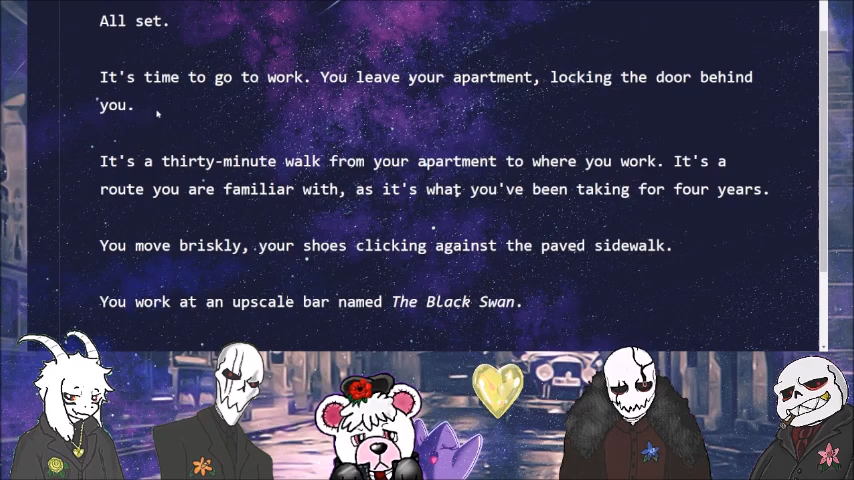 All set.
It's time to go to work. You leave your apartment, locking the door behind
you.
It's a thirty-minute walk from your apartment to where you work. It's a
route you are familiar with, as it's what you've been taking for four years.
You move briskly, your shoes clicking against the paved sidewalk.
You work at an upscale bar named The Black Swan.